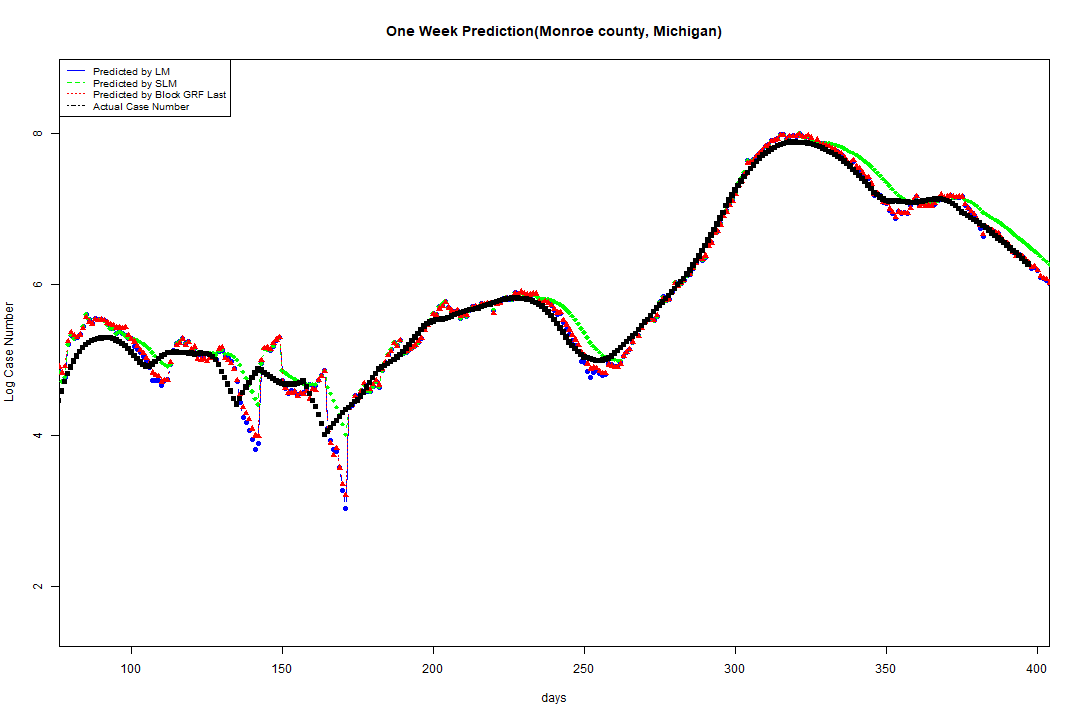 One Week Prediction(Monroe county, Michigan)
Predicted by LM
Predicted by SLM
Predicted by Block GRF Last
Actual Case Number
8
6
4
2
Log Case Number
100 150 200 250 300 350 400
days